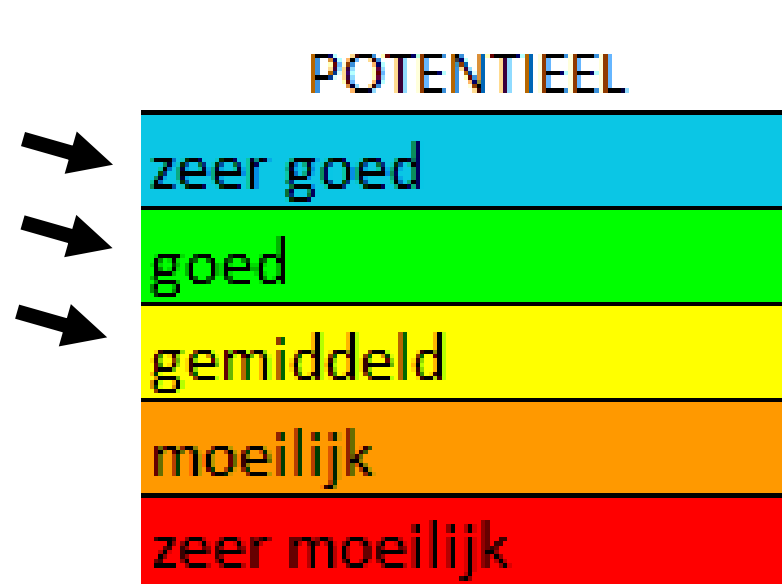 POTENTIEEL
zeer goed
goed
gemiddeld
moeilijk
zeer moeilijk